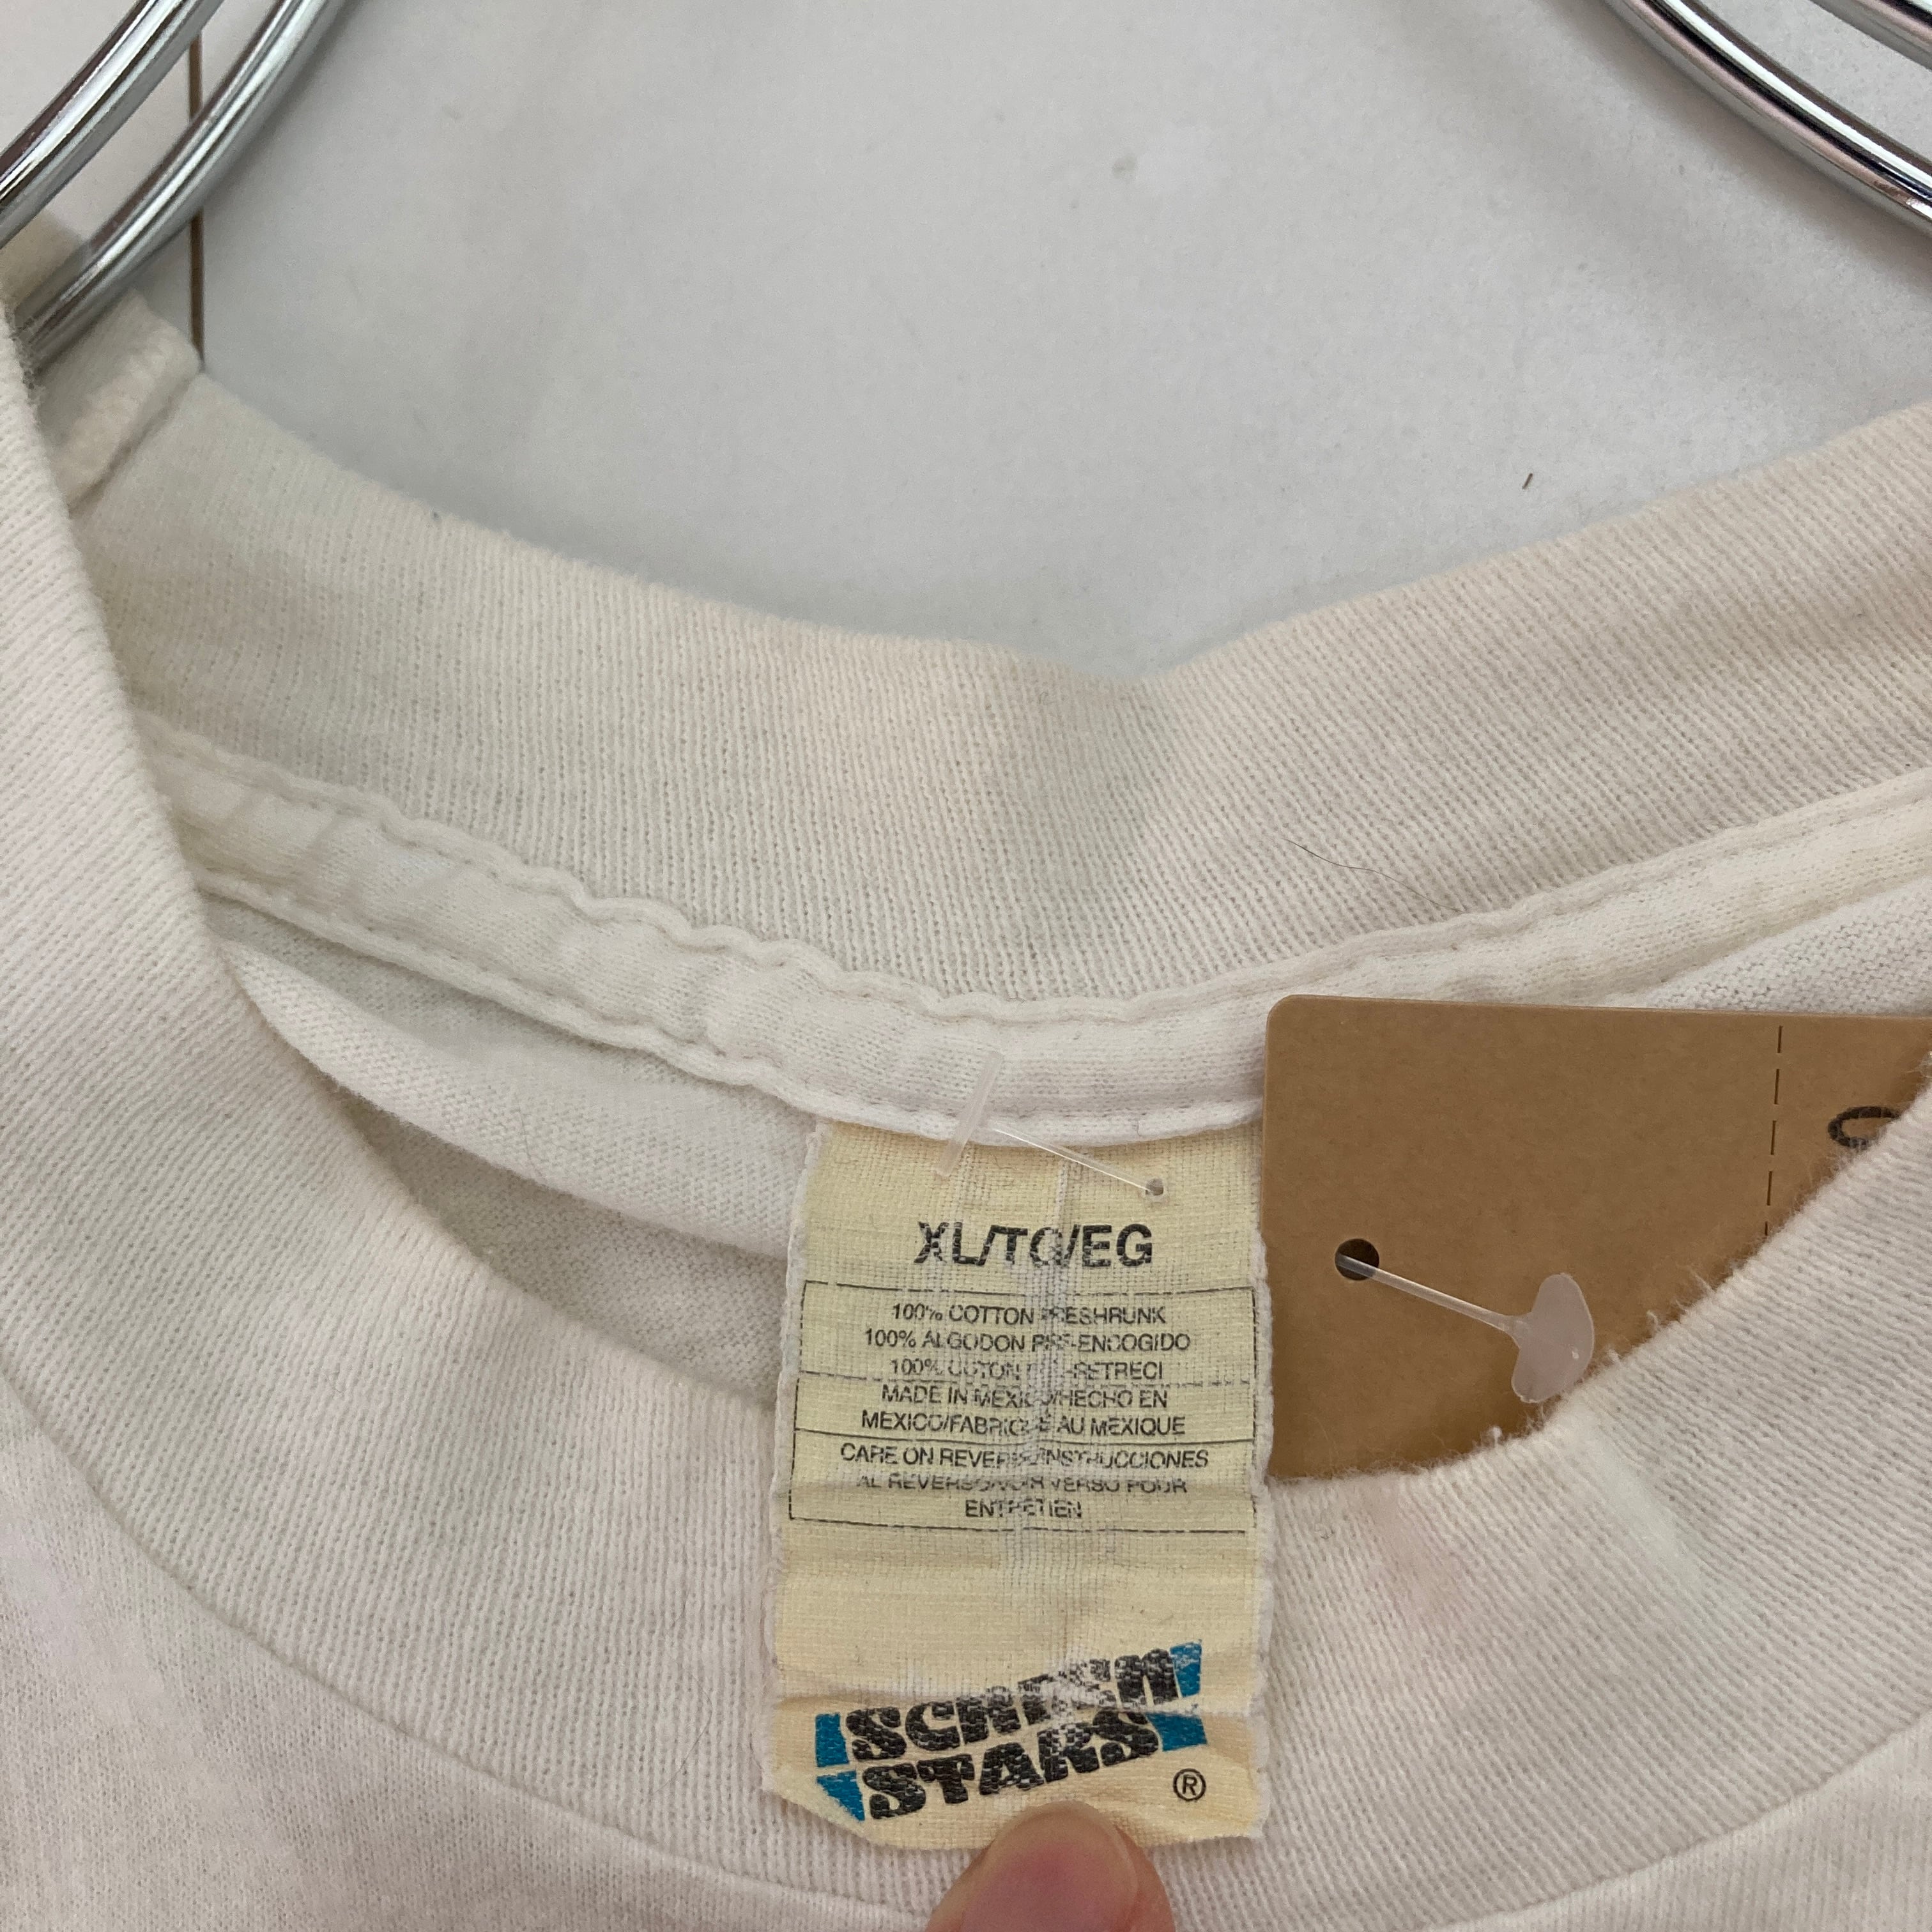 XL/TG/EG
100% COTTON PRESHRUNK
100% ALGODON PRE-ENCOGIDO
100% COTON PRE-RETRECI
MADE IN MEXICO/HECHO EN
MEXICO/FABRIQUE AU MEXIQUE
CARE ON REVERSE/INSTRUCCIONES
AL REVERSO/VOIR VERSO POUR
ENTRETIEN
SCREEN
STARS ®